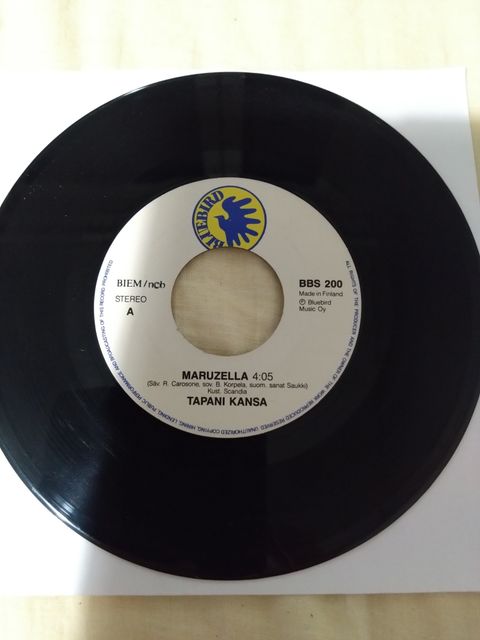 BLUEBIRD
BIEM/ncb
STEREO
A
BBS 200
Made in Finland
Ⓟ Bluebird
Music Oy
MARUZELLA 4:05
(Säv. R. Carosone, sov. B. Korpela, suom. sanat Saukki)
Kust. Scandia
TAPANI KANSA
ALL RIGHTS OF THE PRODUCER AND THE OWNER OF THE WORK REPRODUCED RESERVED. UNAUTHORIZED COPYING, HIRING, LENDING, PUBLIC PERFORMANCE AND BROADCASTING OF THIS RECORD PROHIBITED